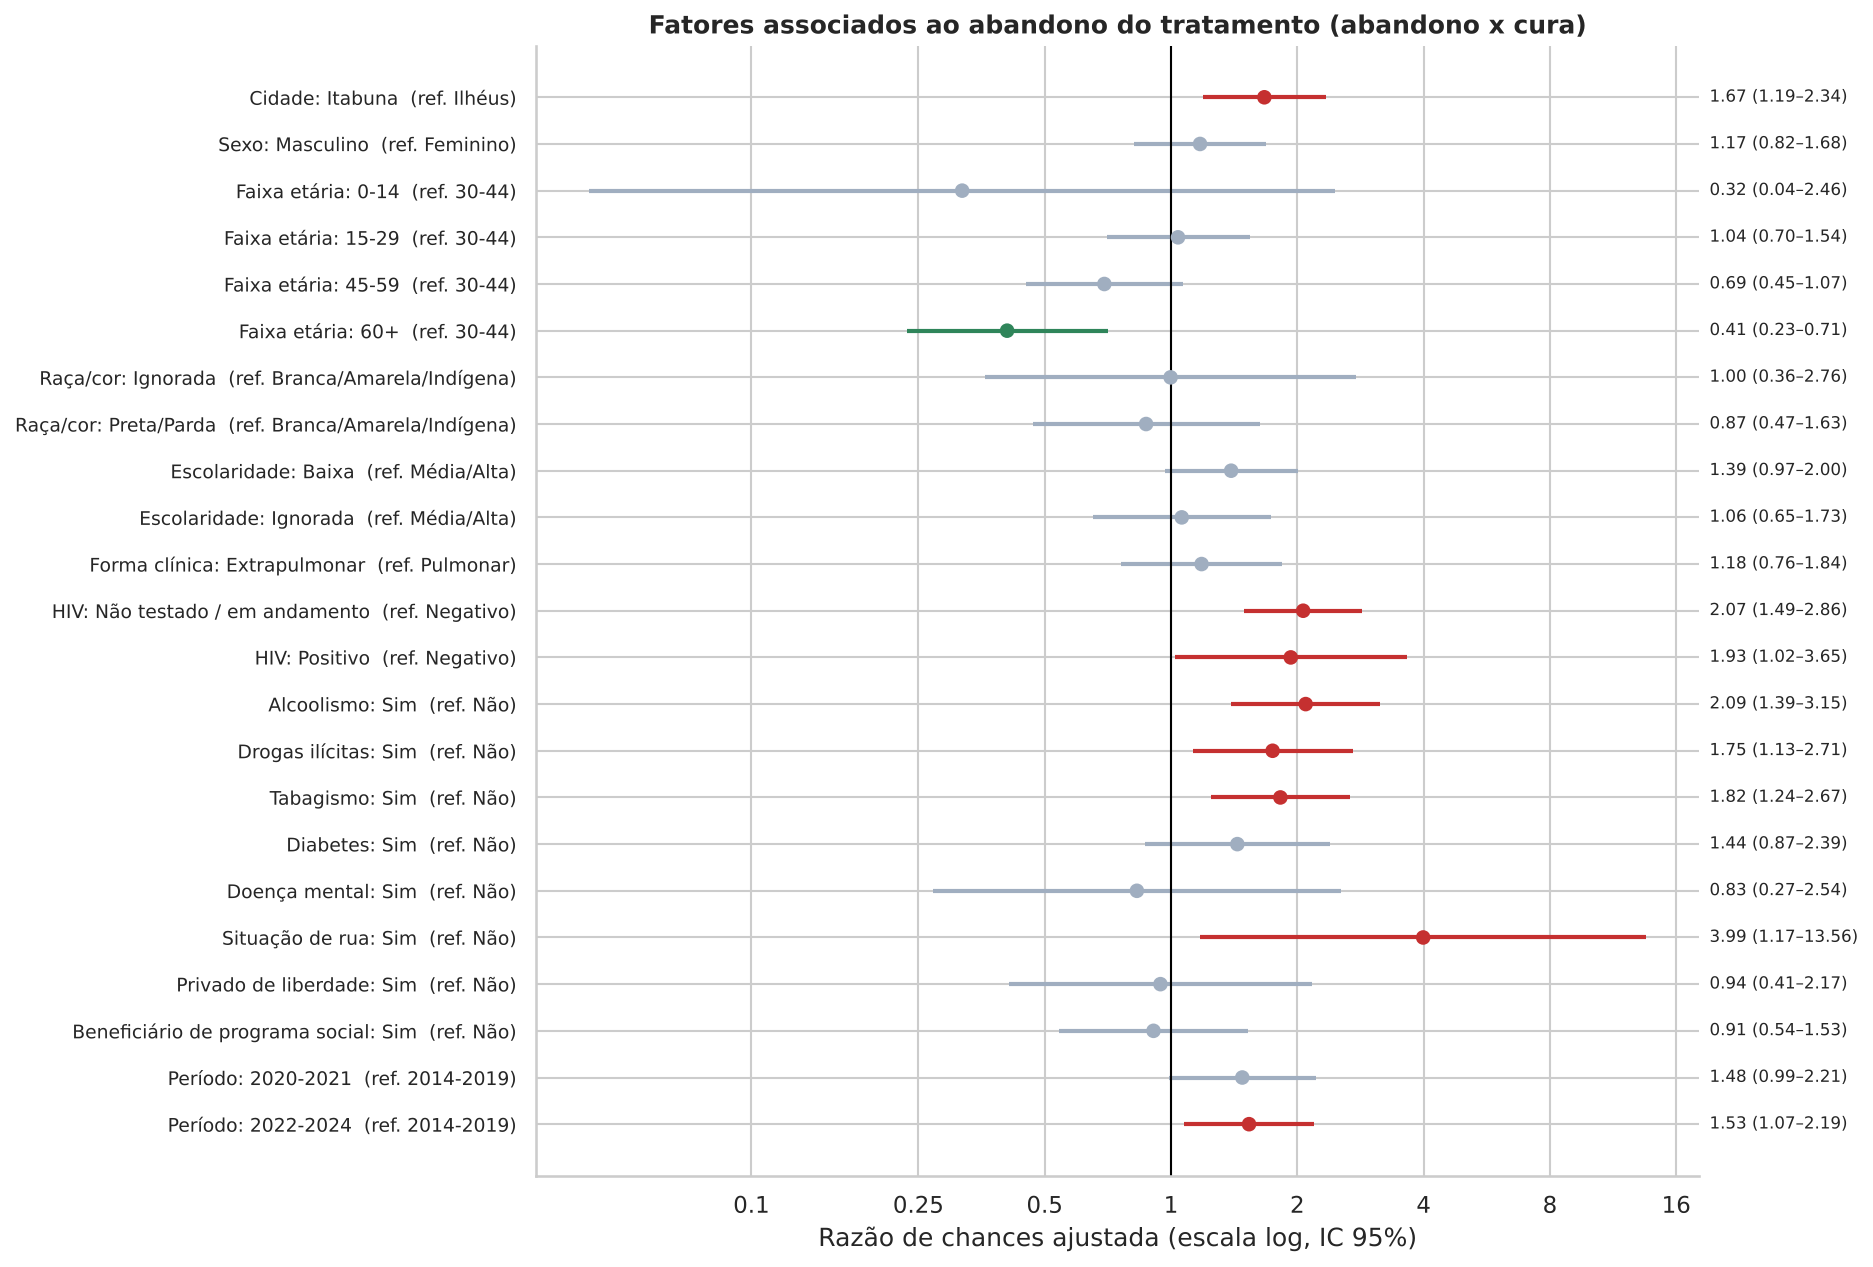 Fatores associados ao abandono do tratamento (abandono x cura)
Cidade: Itabuna (ref. Ilhéus) 1.67 (1.19–2.34)
Sexo: Masculino (ref. Feminino) 1.17 (0.82–1.68)
Faixa etária: 0-14 (ref. 30-44) 0.32 (0.04–2.46)
Faixa etária: 15-29 (ref. 30-44) 1.04 (0.70–1.54)
Faixa etária: 45-59 (ref. 30-44) 0.69 (0.45–1.07)
Faixa etária: 60+ (ref. 30-44) 0.41 (0.23–0.71)
Raça/cor: Ignorada (ref. Branca/Amarela/Indígena) 1.00 (0.36–2.76)
Raça/cor: Preta/Parda (ref. Branca/Amarela/Indígena) 0.87 (0.47–1.63)
Escolaridade: Baixa (ref. Média/Alta) 1.39 (0.97–2.00)
Escolaridade: Ignorada (ref. Média/Alta) 1.06 (0.65–1.73)
Forma clínica: Extrapulmonar (ref. Pulmonar) 1.18 (0.76–1.84)
HIV: Não testado / em andamento (ref. Negativo) 2.07 (1.49–2.86)
HIV: Positivo (ref. Negativo) 1.93 (1.02–3.65)
Alcoolismo: Sim (ref. Não) 2.09 (1.39–3.15)
Drogas ilícitas: Sim (ref. Não) 1.75 (1.13–2.71)
Tabagismo: Sim (ref. Não) 1.82 (1.24–2.67)
Diabetes: Sim (ref. Não) 1.44 (0.87–2.39)
Doença mental: Sim (ref. Não) 0.83 (0.27–2.54)
Situação de rua: Sim (ref. Não) 3.99 (1.17–13.56)
Privado de liberdade: Sim (ref. Não) 0.94 (0.41–2.17)
Beneficiário de programa social: Sim (ref. Não) 0.91 (0.54–1.53)
Período: 2020-2021 (ref. 2014-2019) 1.48 (0.99–2.21)
Período: 2022-2024 (ref. 2014-2019) 1.53 (1.07–2.19)
0.1 0.25 0.5 1 2 4 8 16
Razão de chances ajustada (escala log, IC 95%)